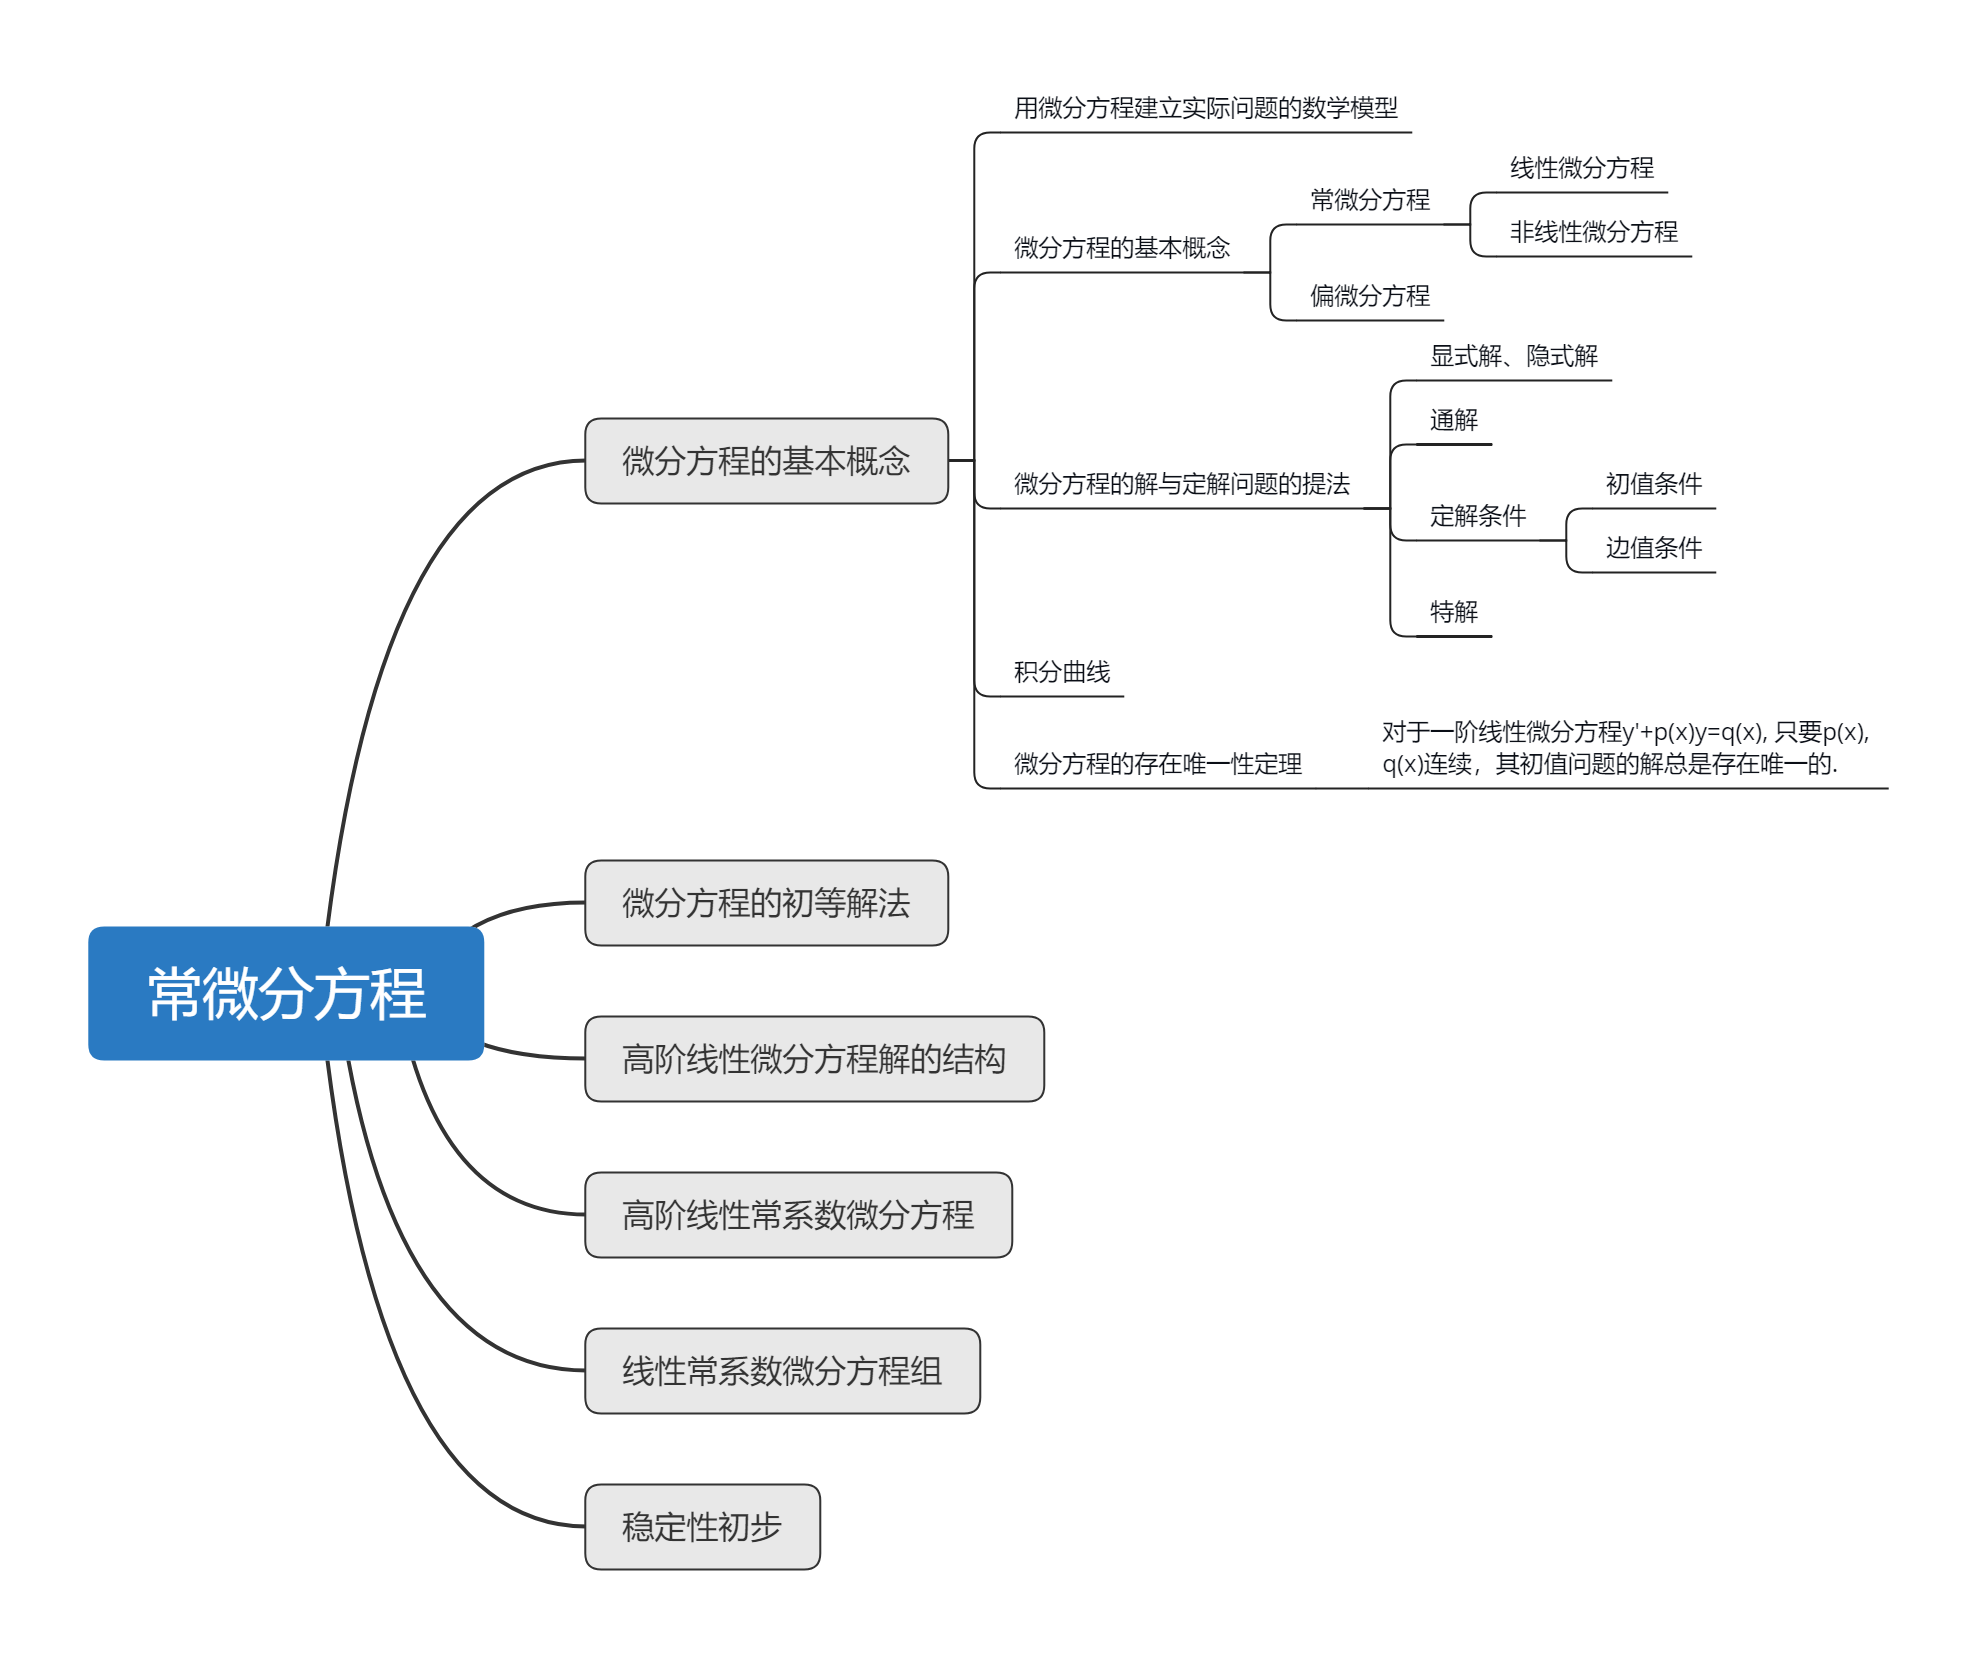 常微分方程
微分方程的基本概念
用微分方程建立实际问题的数学模型
微分方程的基本概念
常微分方程
线性微分方程
非线性微分方程
偏微分方程
微分方程的解与定解问题的提法
显式解、隐式解
通解
定解条件
初值条件
边值条件
特解
积分曲线
微分方程的存在唯一性定理
对于一阶线性微分方程y'+p(x)y=q(x), 只要p(x),
q(x)连续，其初值问题的解总是存在唯一的.
微分方程的初等解法
高阶线性微分方程解的结构
高阶线性常系数微分方程
线性常系数微分方程组
稳定性初步